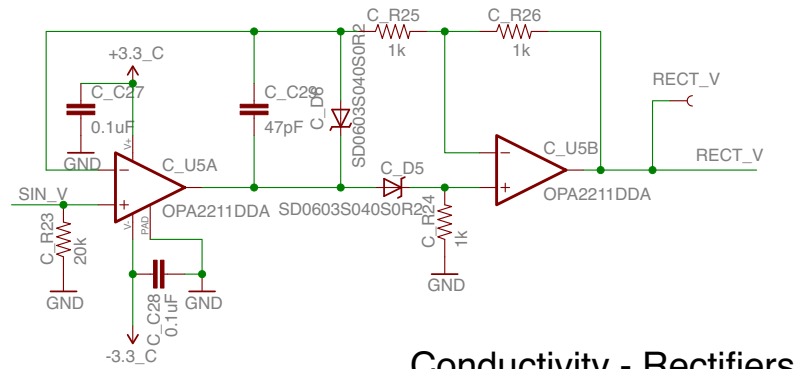 C_R25
1k
C_R26
1k
+3.3_C
C_C27
0.1uF
GND
C_C29
47pF
C_D6
SD0603S040S0R2
RECT_V
V+
C_U5A
OPA2211DDA
C_D5
SD0603S040S0R2
C_U5B
OPA2211DDA
RECT_V
SIN_V
C_R23
20k
GND
V-
PAD
C_C28
0.1uF
GND
C_R24
1k
GND
-3.3_C
Conductivity - Rectifiers